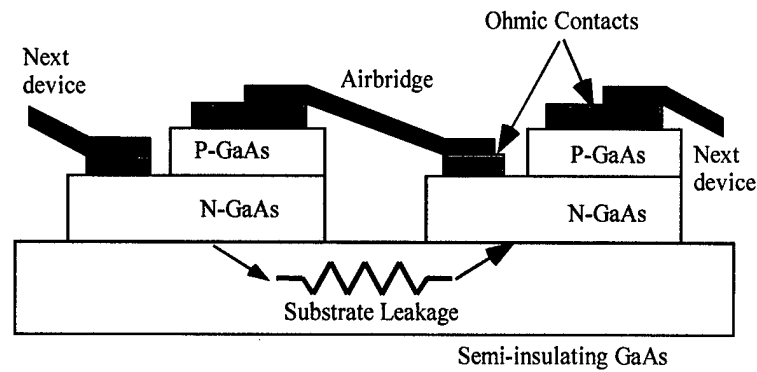 Ohmic Contacts
Next
device
Airbridge
P-GaAs
P-GaAs
Next
device
N-GaAs
N-GaAs
Substrate Leakage
Semi-insulating GaAs